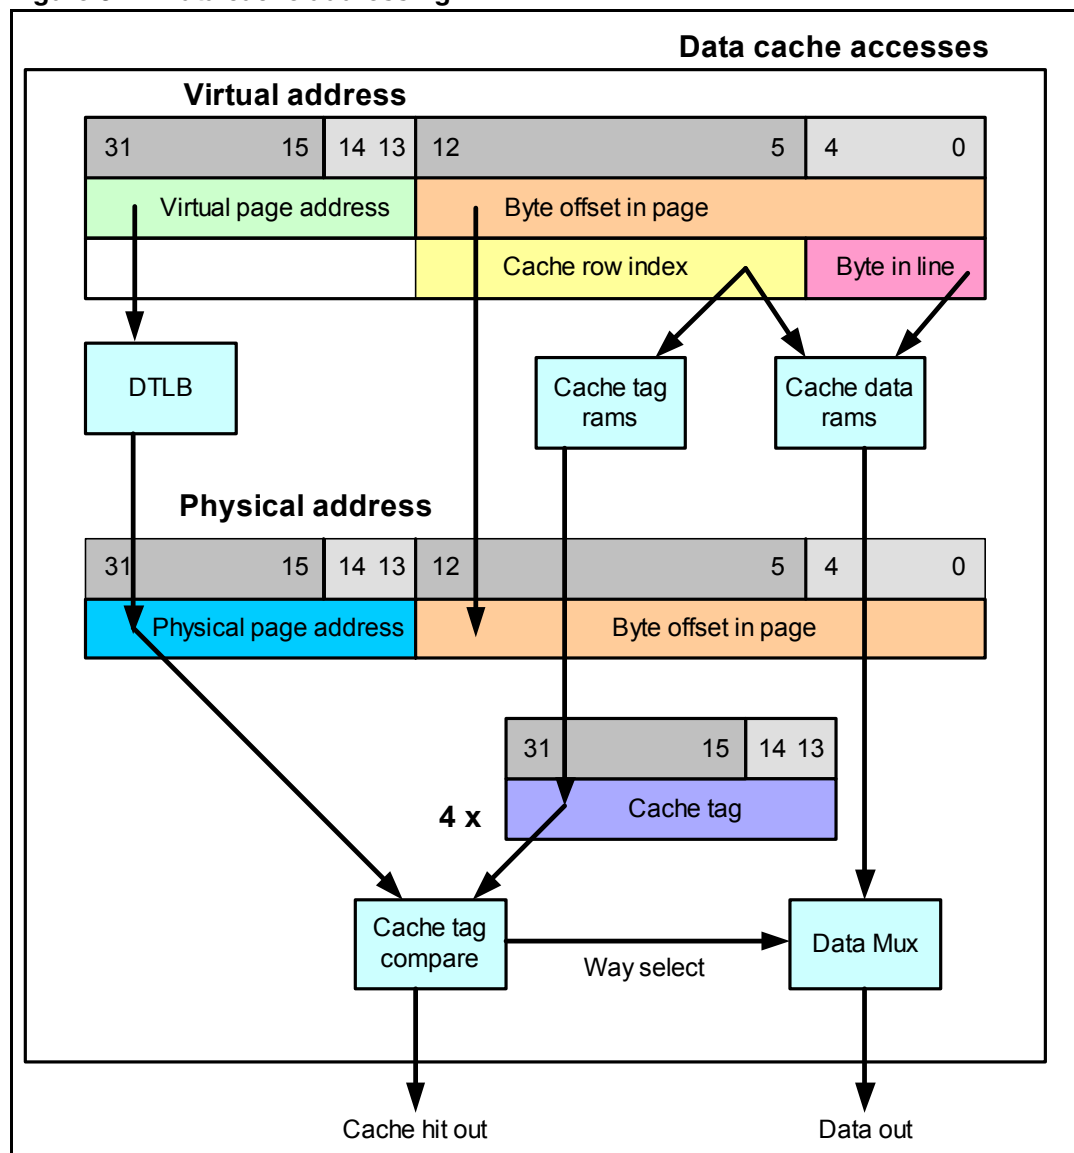 Data cache accesses
Virtual address
31 15 14 13 12 5 4 0
Virtual page address Byte offset in page
Cache row index Byte in line
DTLB
Cache tag
rams
Cache data
rams
Physical address
31 15 14 13 12 5 4 0
Physical page address Byte offset in page
31 15 14 13
4 x
Cache tag
Cache tag
compare
Way select
Data Mux
Cache hit out
Data out